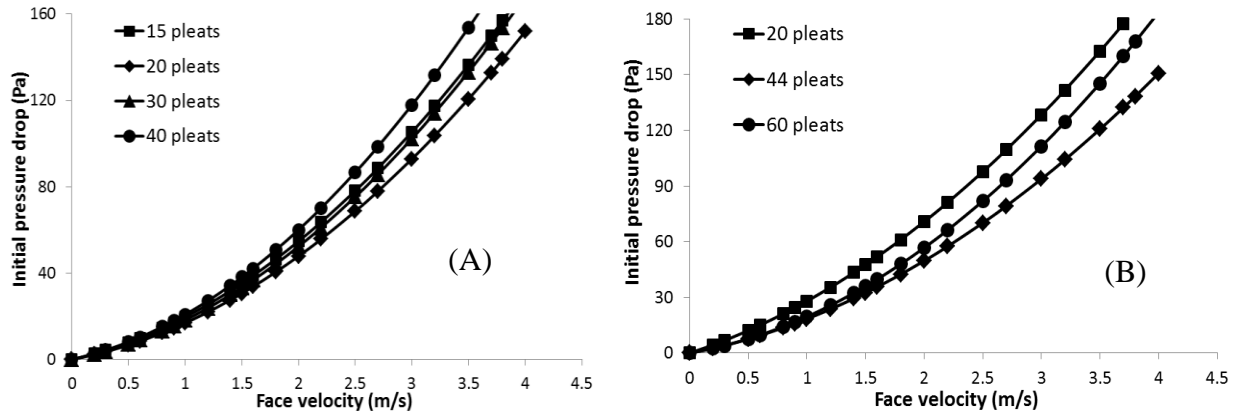 160
120
80
40
0
Initial pressure drop (Pa)
15 pleats
20 pleats
30 pleats
40 pleats
(A)
0 0.5 1 1.5 2 2.5 3 3.5 4 4.5
Face velocity (m/s)
180
150
120
90
60
30
0
Initial pressure drop (Pa)
20 pleats
44 pleats
60 pleats
(B)
0 0.5 1 1.5 2 2.5 3 3.5 4 4.5
Face velocity (m/s)